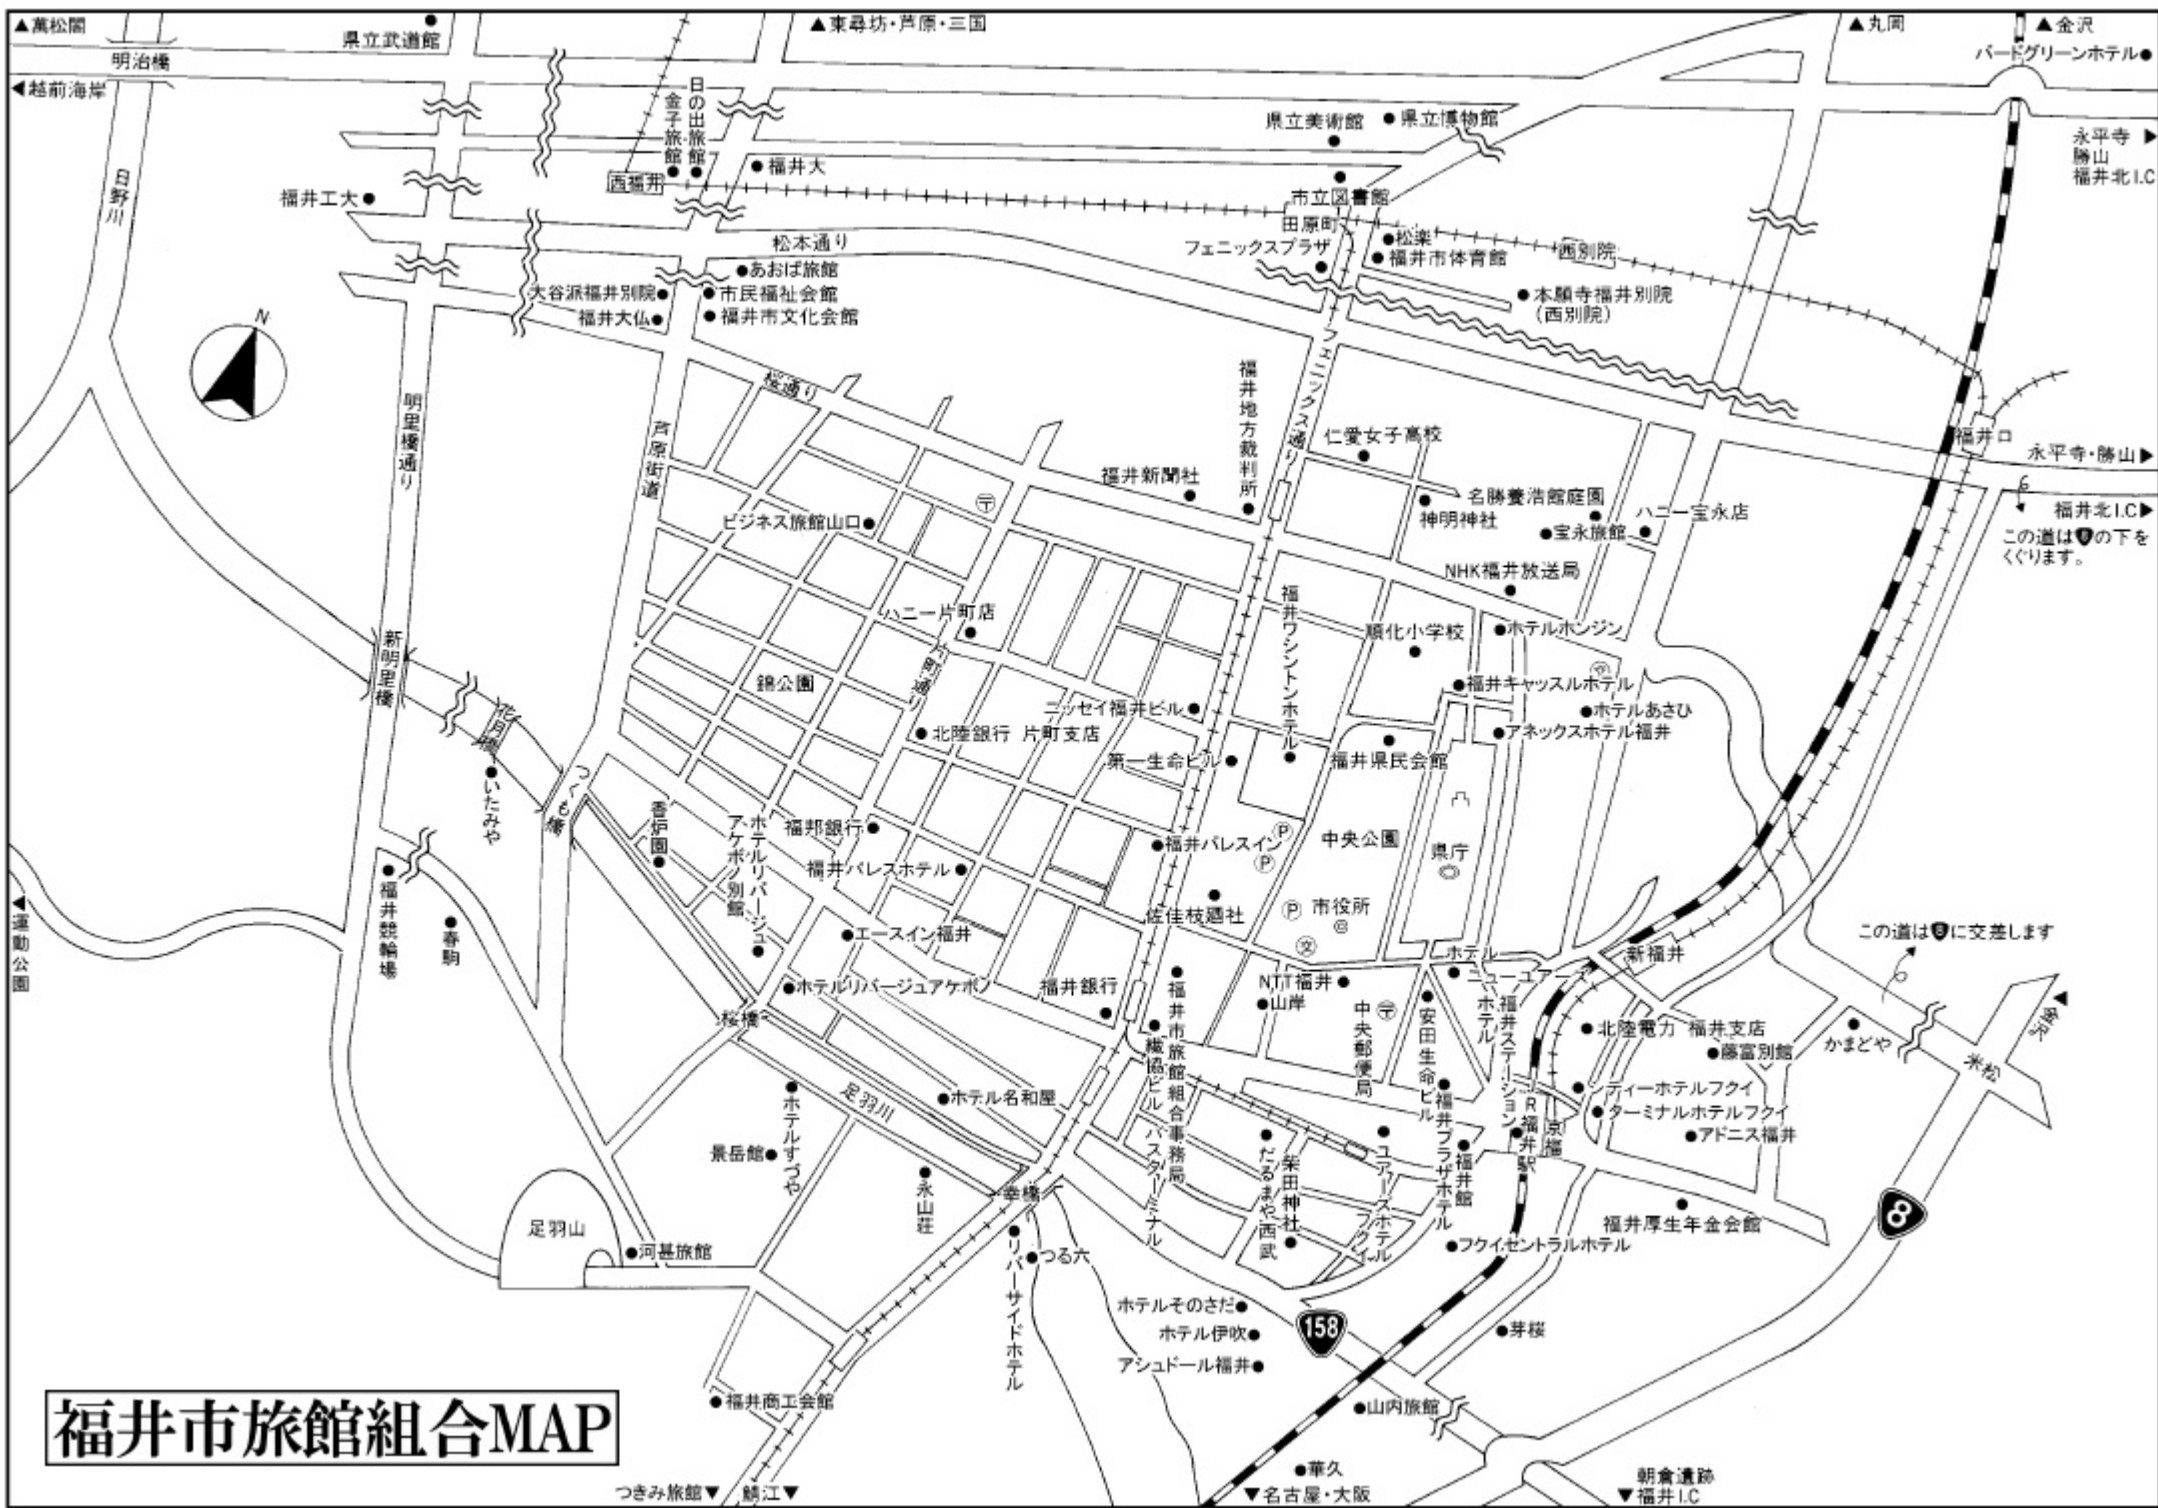 ▲萬松閣
県立武道館
▲東尋坊・芦原・三国
▲丸岡
▲金沢
バードグリーンホテル
明治橋
◀越前海岸
日の出旅館
金子旅館
県立美術館
県立博物館
永平寺▶
勝山
福井北I.C
日野川
福井工大
西福井
福井大
市立図書館
田原町
松楽
フェニックスプラザ
福井市体育館
西別院
松本通り
あおば旅館
大谷派福井別院
市民福祉会館
福井大仏
福井市文化会館
本願寺福井別院
(西別院)
N
フェニックス通り
桜通り
明里橋通り
芦原街道
福井地方裁判所
仁愛女子高校
福井新聞社
福井口
永平寺・勝山▶
福井北I.C▶
この道は8の下を
くぐります。
名勝養浩館庭園
神明神社
ハニー宝永店
宝永旅館
ビジネス旅館山口
〒
NHK福井放送局
福井ワシントンホテル
ハニー片町店
片町通り
順化小学校
ホテルホンジン
新明里橋
錦公園
福井キャッスルホテル
ニッセイ福井ビル
ホテルあさひ
花月橋
北陸銀行 片町支店
アネックスホテル福井
第一生命ビル
福井県民会館
いたみや
つくも橋
香炉園
ホテルリバージュ
アケボノ別館
福邦銀行
福井パレスイン
P
P
中央公園
県庁
福井パレスホテル
福井競輪場
春駒
◀運動公園
佐佳枝廼社
P
市役所
文
エースイン福井
この道は8に交差します
新福井
ホテル
ニューユアーズ
ホテルリバージュアケボノ
福井銀行
NTT福井
山岸
中央郵便局
〒
安田生命ビル
福井ステーション
ホテル
福井市旅館組合事務局
繊協ビル
桜橋
北陸電力 福井支店
藤富別館
かまどや
米松
◀金沢
足羽川
ホテル名和屋
シティーホテルフクイ
ターミナルホテルフクイ
アドニス福井
JR福井駅
京福
ホテルすづや
景岳館
永山荘
幸橋
バスターミナル
だるまや西武
柴田神社
ユアーズホテル
フクイ
福井プラザホテル
福井館
福井厚生年金会館
フクイセントラルホテル
8
足羽山
河甚旅館
リバーサイドホテル
つる六
ホテルそのさだ
ホテル伊吹
アシュドール福井
158
芽桜
福井商工会館
山内旅館
福井市旅館組合MAP
つきみ旅館▼
鯖江▼
華久
▼名古屋・大阪
朝倉遺跡
▼福井I.C